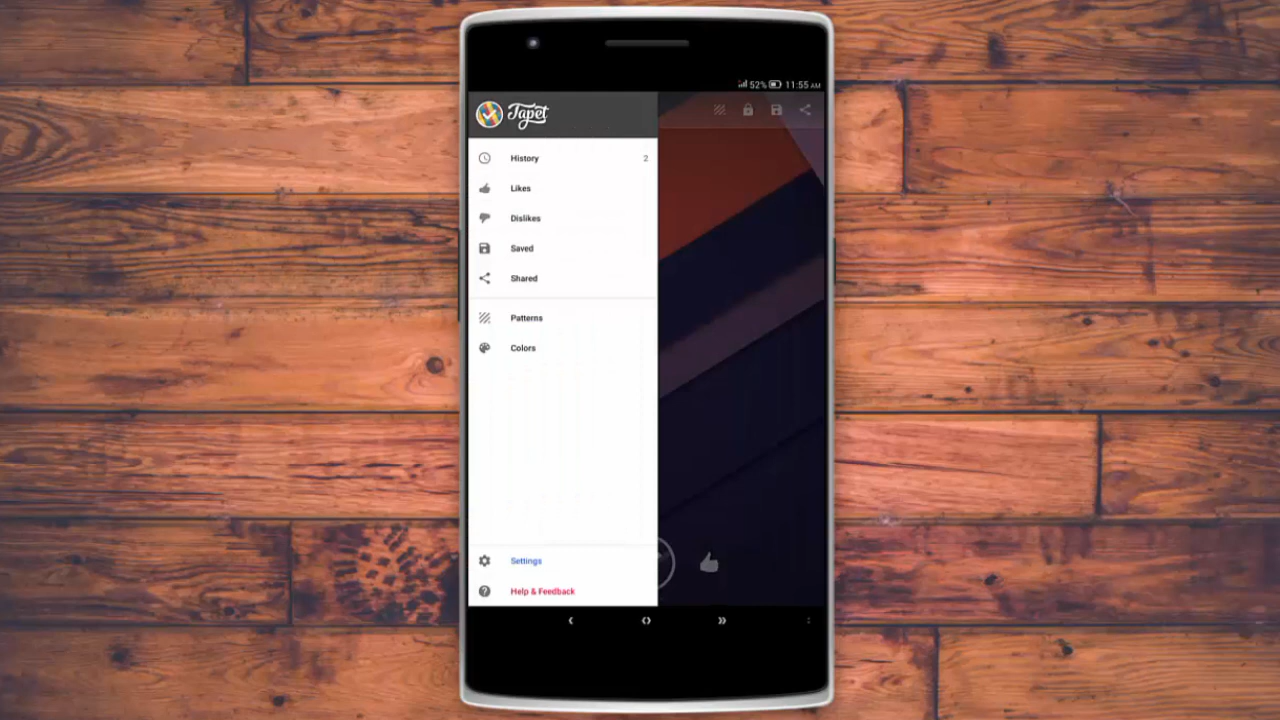 52% 11:55 AM
Tapet
History 2
Likes
Dislikes
Saved
Shared
Patterns
Colors
Settings
Help & Feedback